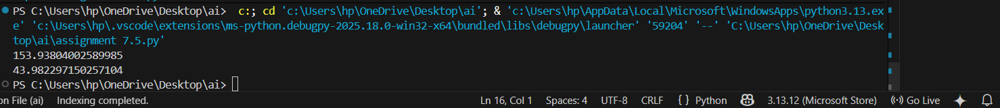 PS C:\Users\hp\OneDrive\Desktop\ai>  c:; cd 'c:\Users\hp\OneDrive\Desktop\ai'; & 'c:\Users\hp\AppData\Local\Microsoft\WindowsApps\python3.13.ex
e' 'c:\Users\hp\.vscode\extensions\ms-python.debugpy-2025.18.0-win32-x64\bundled\libs\debugpy\launcher' '59204' '--' 'C:\Users\hp\OneDrive\Desk
top\ai\assignment 7.5.py'
153.93804002589985
43.982297150257104
PS C:\Users\hp\OneDrive\Desktop\ai>
on File (ai) Indexing completed. Ln 16, Col 1 Spaces: 4 UTF-8 CRLF { } Python 3.13.12 (Microsoft Store) Go Live